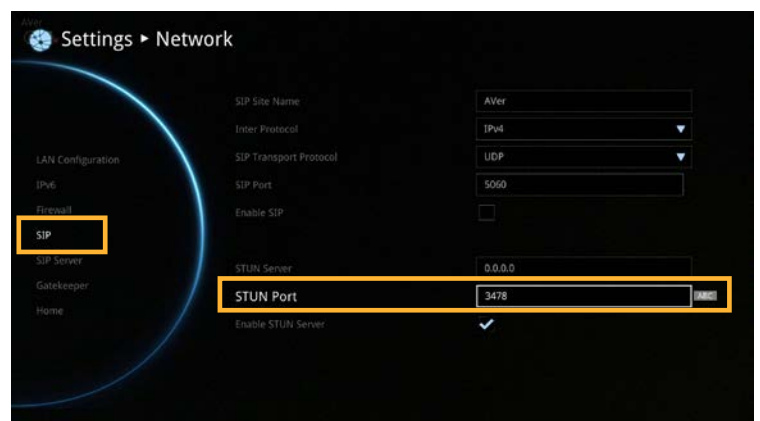 AVer
Settings ▸ Network
SIP Site Name AVer
Inter Protocol IPv4
LAN Configuration SIP Transport Protocol UDP
IPv6 SIP Port 5060
Firewall Enable SIP
SIP
SIP Server STUN Server 0.0.0.0
Gatekeeper STUN Port 3478 ABC
Home Enable STUN Server